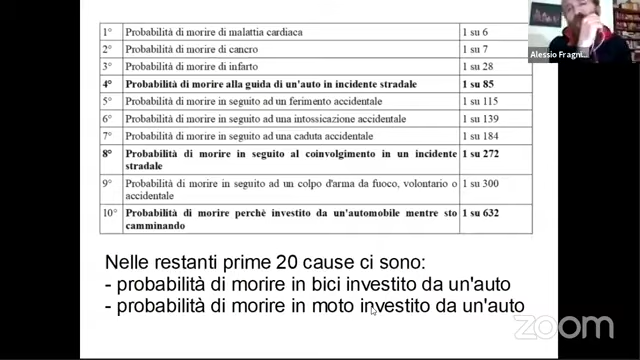 1° Probabilità di morire di malattia cardiaca 1 su 6
2° Probabilità di morire di cancro 1 su 7
3° Probabilità di morire di infarto 1 su 28
4° Probabilità di morire alla guida di un'auto in incidente stradale 1 su 85
5° Probabilità di morire in seguito ad un ferimento accidentale 1 su 115
6° Probabilità di morire in seguito ad una intossicazione accidentale 1 su 139
7° Probabilità di morire in seguito ad una caduta accidentale 1 su 184
8° Probabilità di morire in seguito al coinvolgimento in un incidente 1 su 272
stradale
9° Probabilità di morire in seguito ad un colpo d'arma da fuoco, volontario o 1 su 300
accidentale
10° Probabilità di morire perchè investito da un'automobile mentre sto 1 su 632
camminando
Nelle restanti prime 20 cause ci sono:
- probabilità di morire in bici investito da un'auto
- probabilità di morire in moto investito da un'auto
Alessio Fragni...
zoom